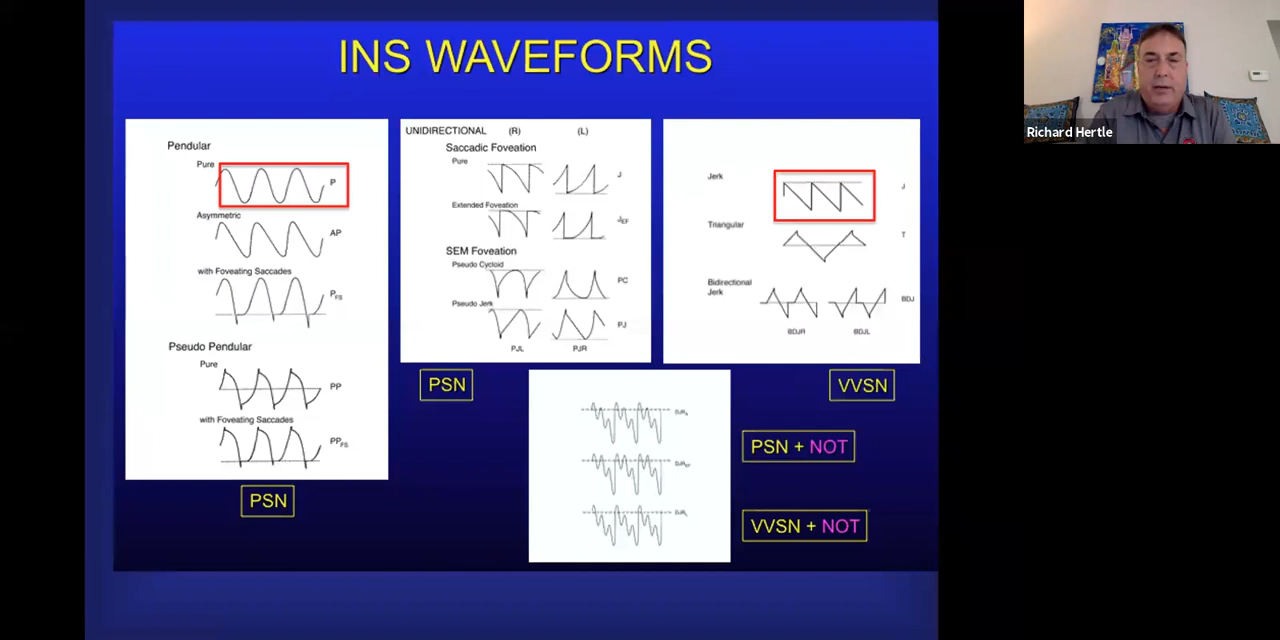 INS WAVEFORMS
Richard Hertle
Pendular
Pure
P
Asymmetric
AP
with Foveating Saccades
PFS
Pseudo Pendular
Pure
PP
with Foveating Saccades
PPFS
PSN
UNIDIRECTIONAL (R) (L)
Saccadic Foveation
Pure
J
Extended Foveation
JEF
SEM Foveation
Pseudo Cycloid
PC
Pseudo Jerk
PJ
PJL PJR
PSN
Jerk
J
Triangular
T
Bidirectional
Jerk
BDJ
BDJR BDJL
VVSN
PSN + NOT
VVSN + NOT